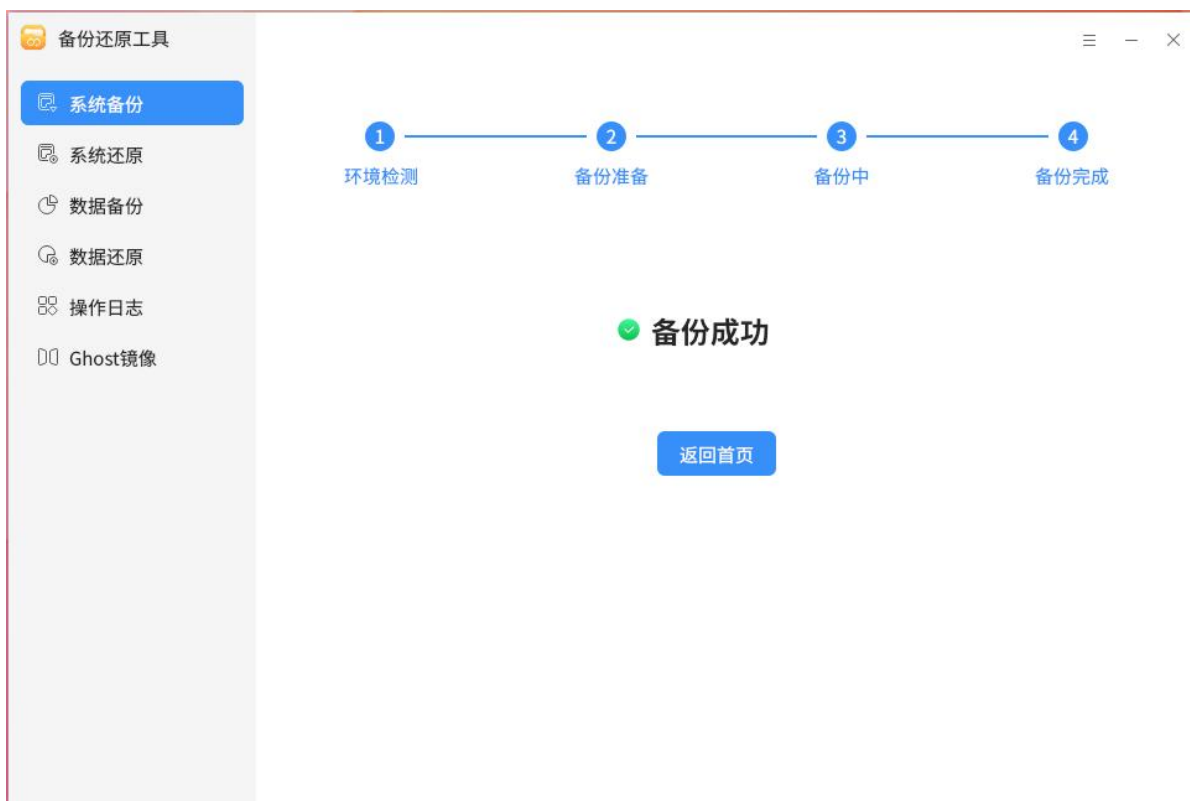 备份还原工具
系统备份
系统还原
数据备份
数据还原
操作日志
Ghost镜像
1
2
3
4
环境检测
备份准备
备份中
备份完成
备份成功
返回首页